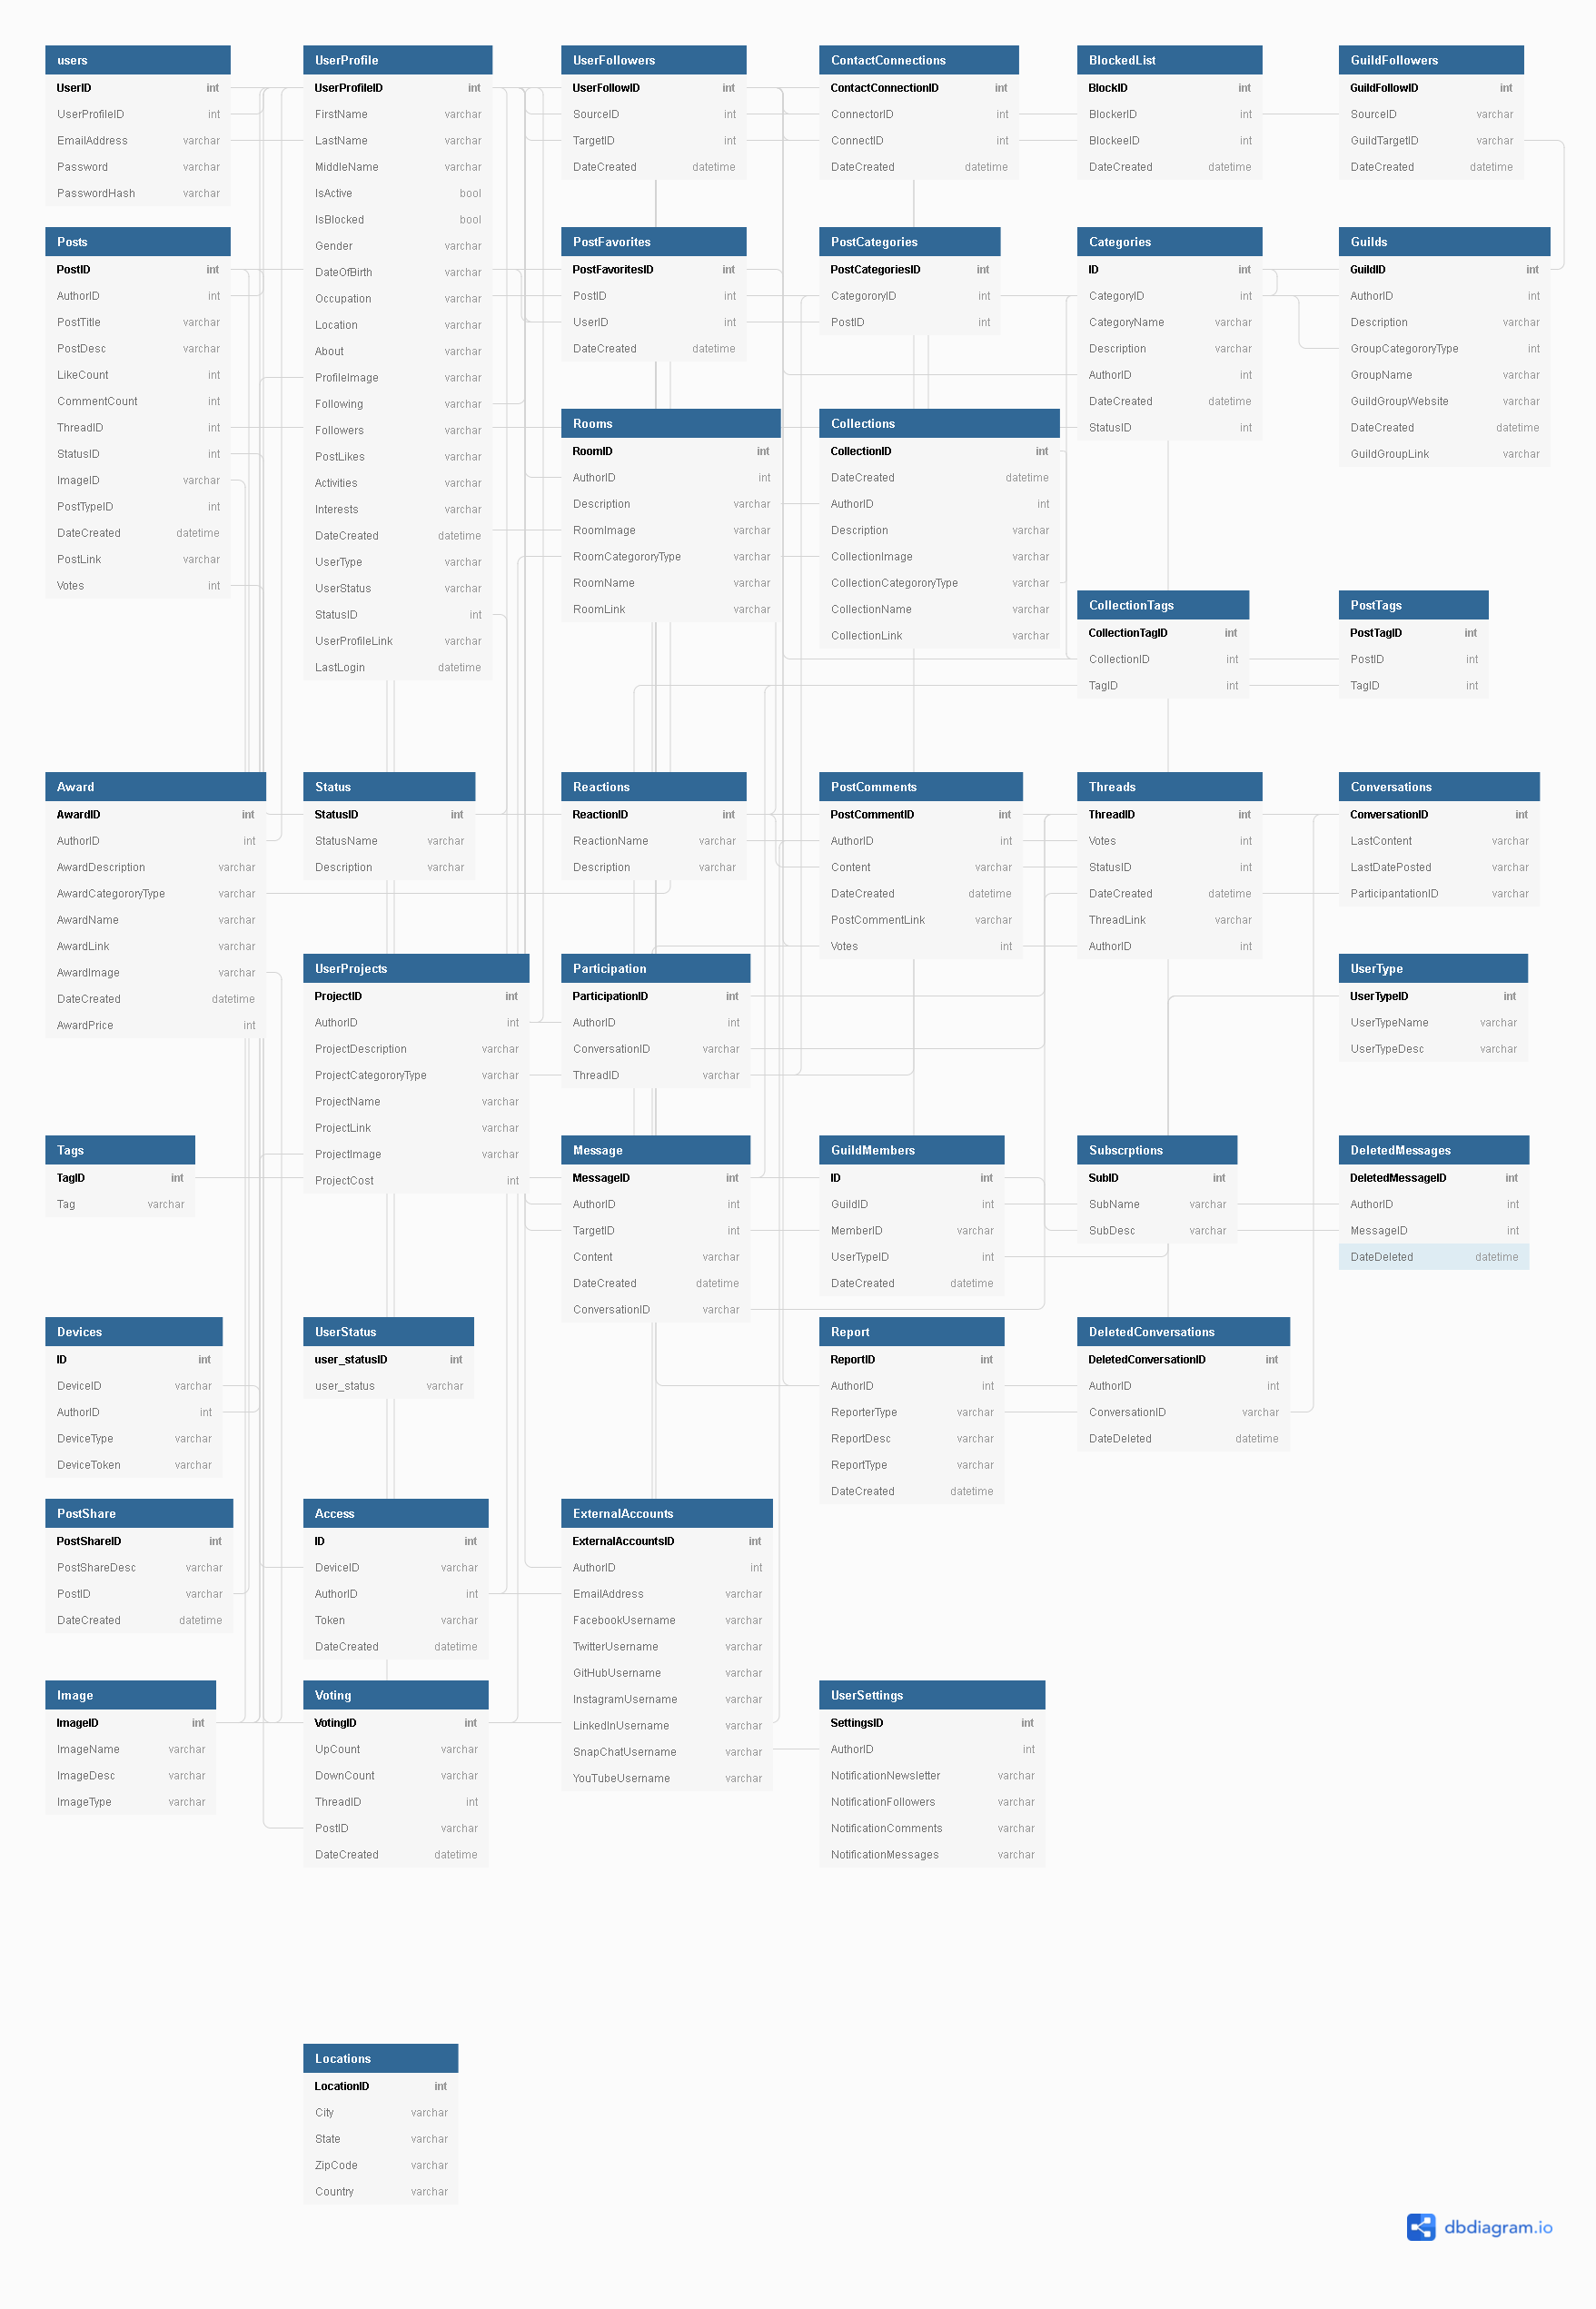 users
UserID int
UserProfileID int
EmailAddress varchar
Password varchar
PasswordHash varchar
UserProfile
UserProfileID int
FirstName varchar
LastName varchar
MiddleName varchar
IsActive bool
IsBlocked bool
Gender varchar
DateOfBirth varchar
Occupation varchar
Location varchar
About varchar
ProfileImage varchar
Following varchar
Followers varchar
PostLikes varchar
Activities varchar
Interests varchar
DateCreated datetime
UserType varchar
UserStatus varchar
StatusID int
UserProfileLink varchar
LastLogin datetime
UserFollowers
UserFollowID int
SourceID int
TargetID int
DateCreated datetime
ContactConnections
ContactConnectionID int
ConnectorID int
ConnectID int
DateCreated datetime
BlockedList
BlockID int
BlockerID int
BlockeeID int
DateCreated datetime
GuildFollowers
GuildFollowID int
SourceID varchar
GuildTargetID varchar
DateCreated datetime
Posts
PostID int
AuthorID int
PostTitle varchar
PostDesc varchar
LikeCount int
CommentCount int
ThreadID int
StatusID int
ImageID varchar
PostTypeID int
DateCreated datetime
PostLink varchar
Votes int
PostFavorites
PostFavoritesID int
PostID int
UserID int
DateCreated datetime
PostCategories
PostCategoriesID int
CategororyID int
PostID int
Categories
ID int
CategoryID int
CategoryName varchar
Description varchar
AuthorID int
DateCreated datetime
StatusID int
Guilds
GuildID int
AuthorID int
Description varchar
GroupCategororyType int
GroupName varchar
GuildGroupWebsite varchar
DateCreated datetime
GuildGroupLink varchar
Rooms
RoomID int
AuthorID int
Description varchar
RoomImage varchar
RoomCategororyType varchar
RoomName varchar
RoomLink varchar
Collections
CollectionID int
DateCreated datetime
AuthorID int
Description varchar
CollectionImage varchar
CollectionCategororyType varchar
CollectionName varchar
CollectionLink varchar
CollectionTags
CollectionTagID int
CollectionID int
TagID int
PostTags
PostTagID int
PostID int
TagID int
Award
AwardID int
AuthorID int
AwardDescription varchar
AwardCategororyType varchar
AwardName varchar
AwardLink varchar
AwardImage varchar
DateCreated datetime
AwardPrice int
Status
StatusID int
StatusName varchar
Description varchar
Reactions
ReactionID int
ReactionName varchar
Description varchar
PostComments
PostCommentID int
AuthorID int
Content varchar
DateCreated datetime
PostCommentLink varchar
Votes int
Threads
ThreadID int
Votes int
StatusID int
DateCreated datetime
ThreadLink varchar
AuthorID int
Conversations
ConversationID int
LastContent varchar
LastDatePosted varchar
ParticipantationID varchar
UserProjects
ProjectID int
AuthorID int
ProjectDescription varchar
ProjectCategororyType varchar
ProjectName varchar
ProjectLink varchar
ProjectImage varchar
ProjectCost int
Participation
ParticipationID int
AuthorID int
ConversationID varchar
ThreadID varchar
UserType
UserTypeID int
UserTypeName varchar
UserTypeDesc varchar
Tags
TagID int
Tag varchar
Message
MessageID int
AuthorID int
TargetID int
Content varchar
DateCreated datetime
ConversationID varchar
GuildMembers
ID int
GuildID int
MemberID varchar
UserTypeID int
DateCreated datetime
Subscrptions
SubID int
SubName varchar
SubDesc varchar
DeletedMessages
DeletedMessageID int
AuthorID int
MessageID int
DateDeleted datetime
Devices
ID int
DeviceID varchar
AuthorID int
DeviceType varchar
DeviceToken varchar
UserStatus
user_statusID int
user_status varchar
Report
ReportID int
AuthorID int
ReporterType varchar
ReportDesc varchar
ReportType varchar
DateCreated datetime
DeletedConversations
DeletedConversationID int
AuthorID int
ConversationID varchar
DateDeleted datetime
PostShare
PostShareID int
PostShareDesc varchar
PostID varchar
DateCreated datetime
Access
ID int
DeviceID varchar
AuthorID int
Token varchar
DateCreated datetime
ExternalAccounts
ExternalAccountsID int
AuthorID int
EmailAddress varchar
FacebookUsername varchar
TwitterUsername varchar
GitHubUsername varchar
InstagramUsername varchar
LinkedInUsername varchar
SnapChatUsername varchar
YouTubeUsername varchar
Image
ImageID int
ImageName varchar
ImageDesc varchar
ImageType varchar
Voting
VotingID int
UpCount varchar
DownCount varchar
ThreadID int
PostID varchar
DateCreated datetime
UserSettings
SettingsID int
AuthorID int
NotificationNewsletter varchar
NotificationFollowers varchar
NotificationComments varchar
NotificationMessages varchar
Locations
LocationID int
City varchar
State varchar
ZipCode varchar
Country varchar
dbdiagram.io